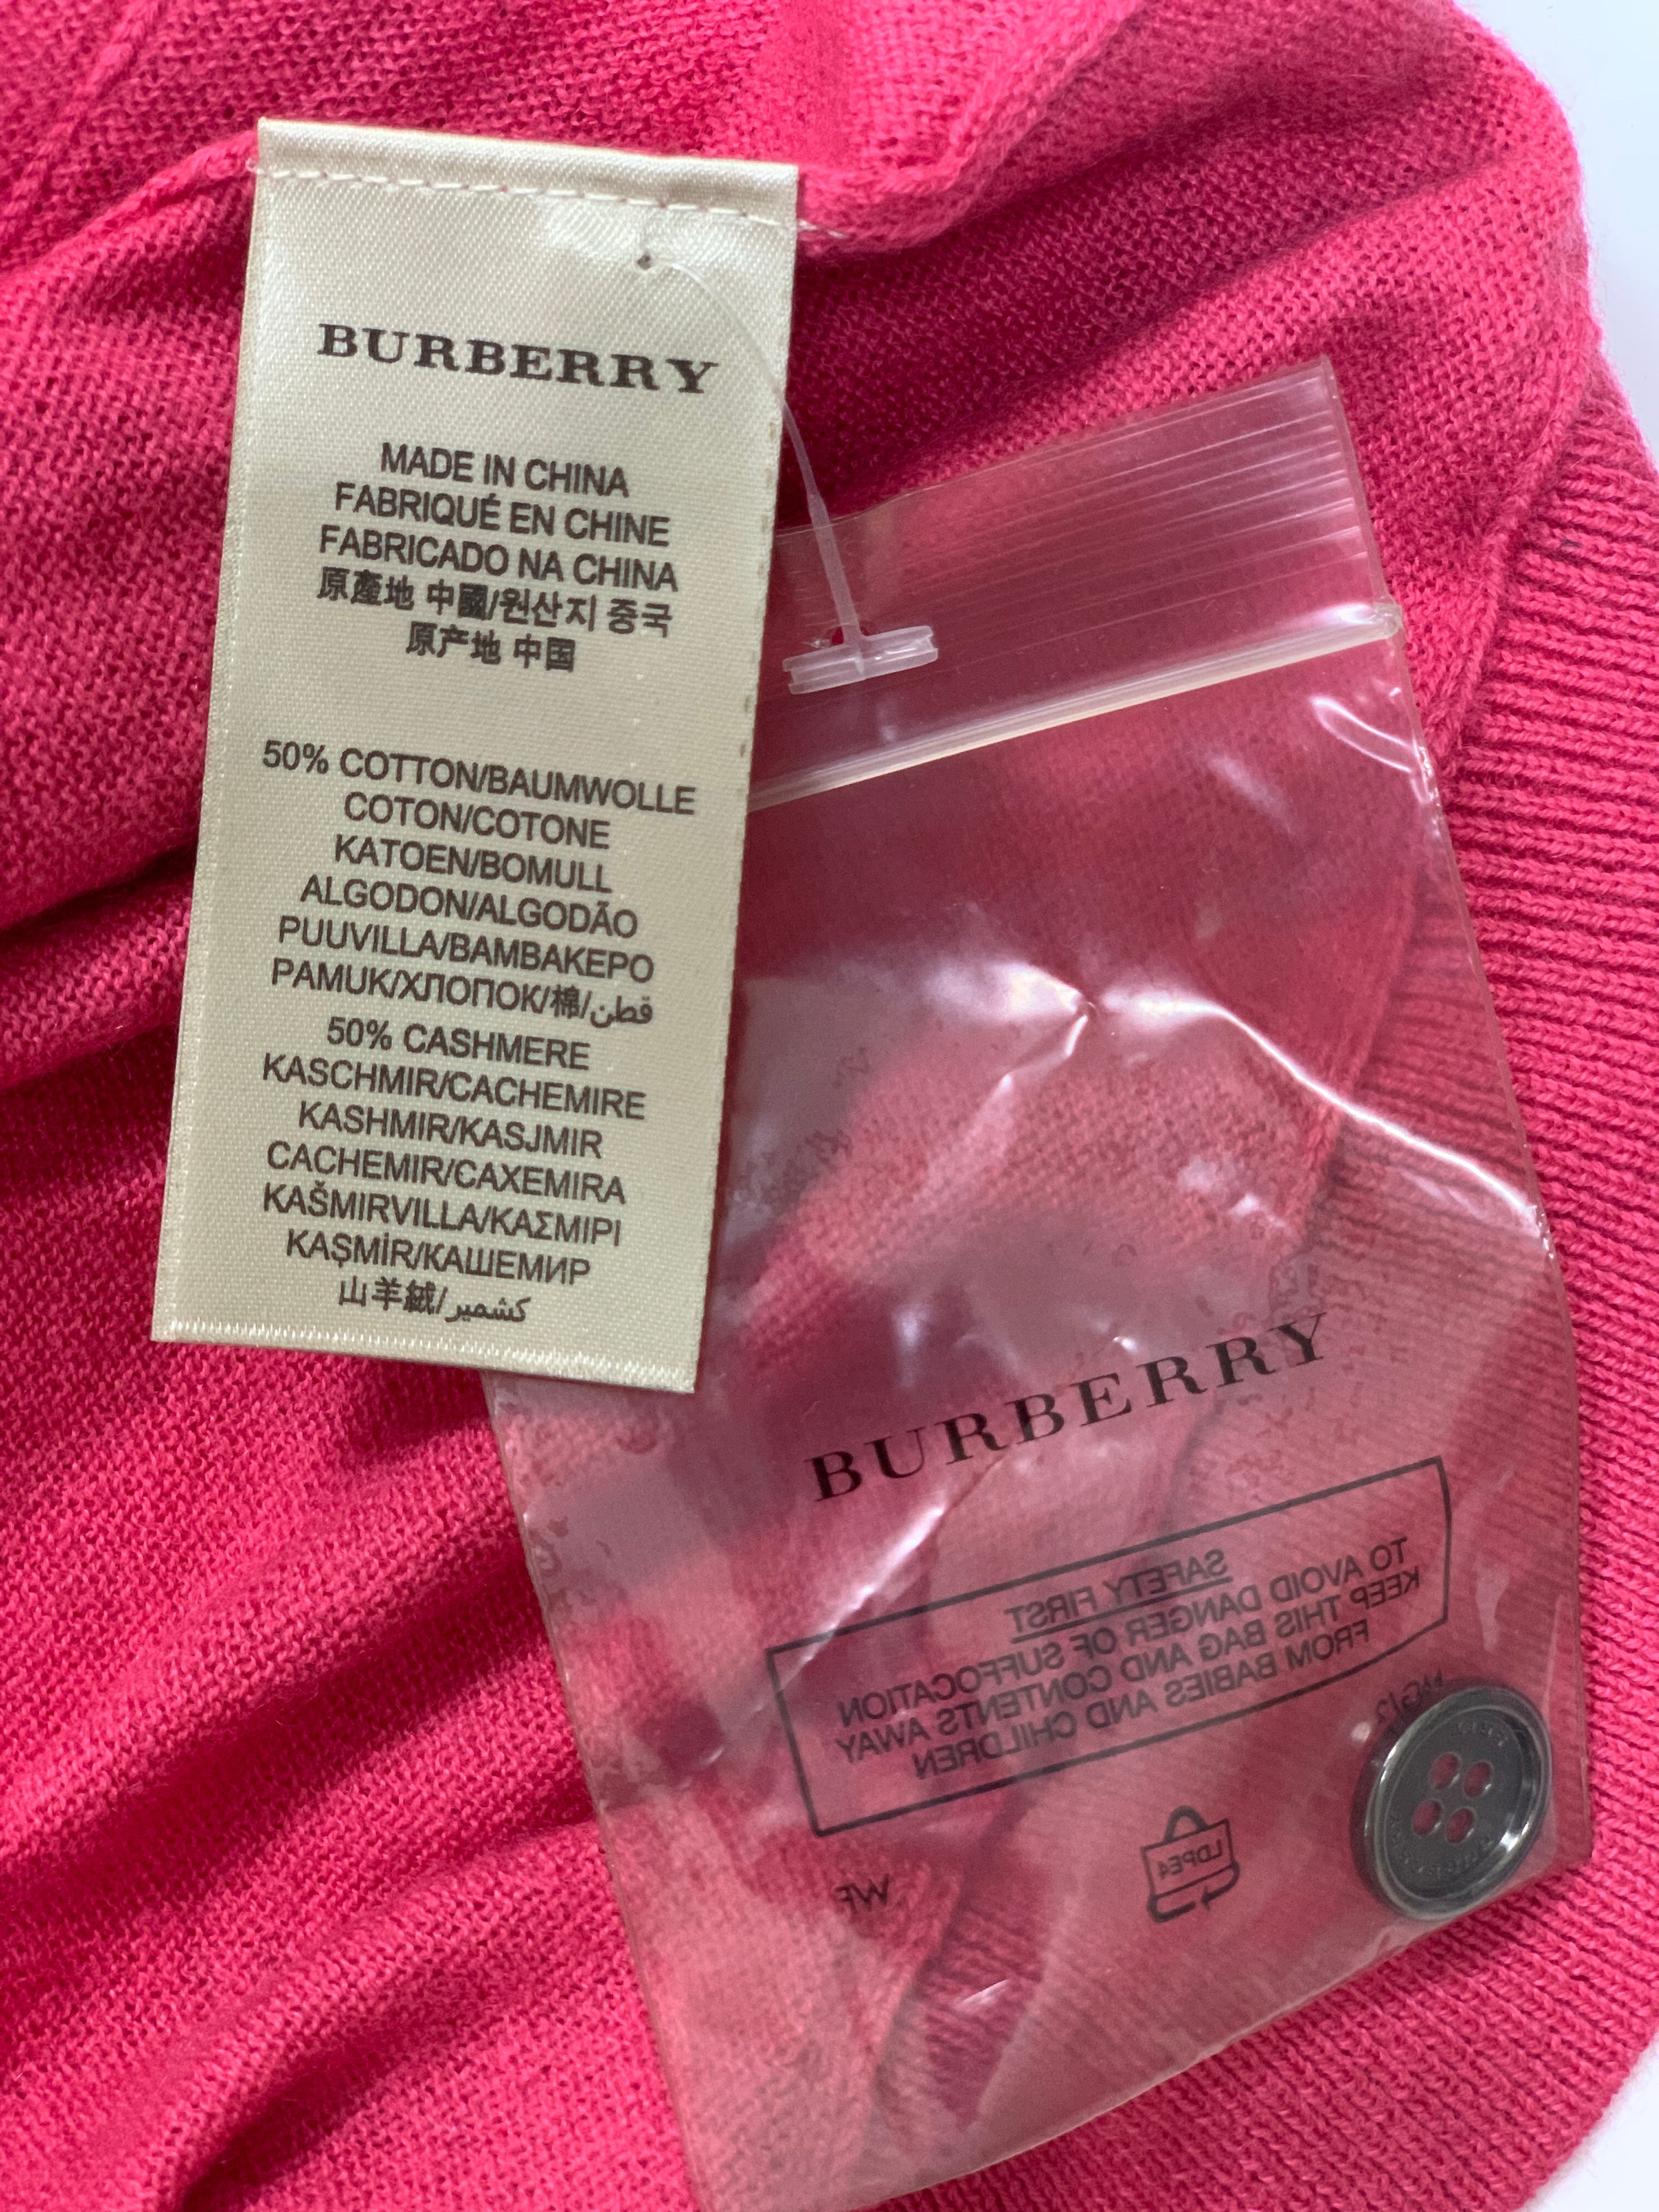 BURBERRY
MADE IN CHINA
FABRIQUÉ EN CHINE
FABRICADO NA CHINA
原產地 中國/원산지 중국
原产地 中国
50% COTTON/BAUMWOLLE
COTON/COTONE
KATOEN/BOMULL
ALGODON/ALGODÃO
PUUVILLA/BAMBAKEPO
PAMUK/ХЛОПОК/棉/قطن
50% CASHMERE
KASCHMIR/CACHEMIRE
KASHMIR/KASJMIR
CACHEMIR/CAXEMIRA
KAŠMIRVILLA/ΚΑΣΜΙΡΙ
KAŞMİR/КАШЕМИР
山羊絨/كشمير
BURBERRY
SAFETY FIRST
TO AVOID DANGER OF SUFFOCATION
KEEP THIS BAG AND CONTENTS AWAY
FROM BABIES AND CHILDREN
LDPE4